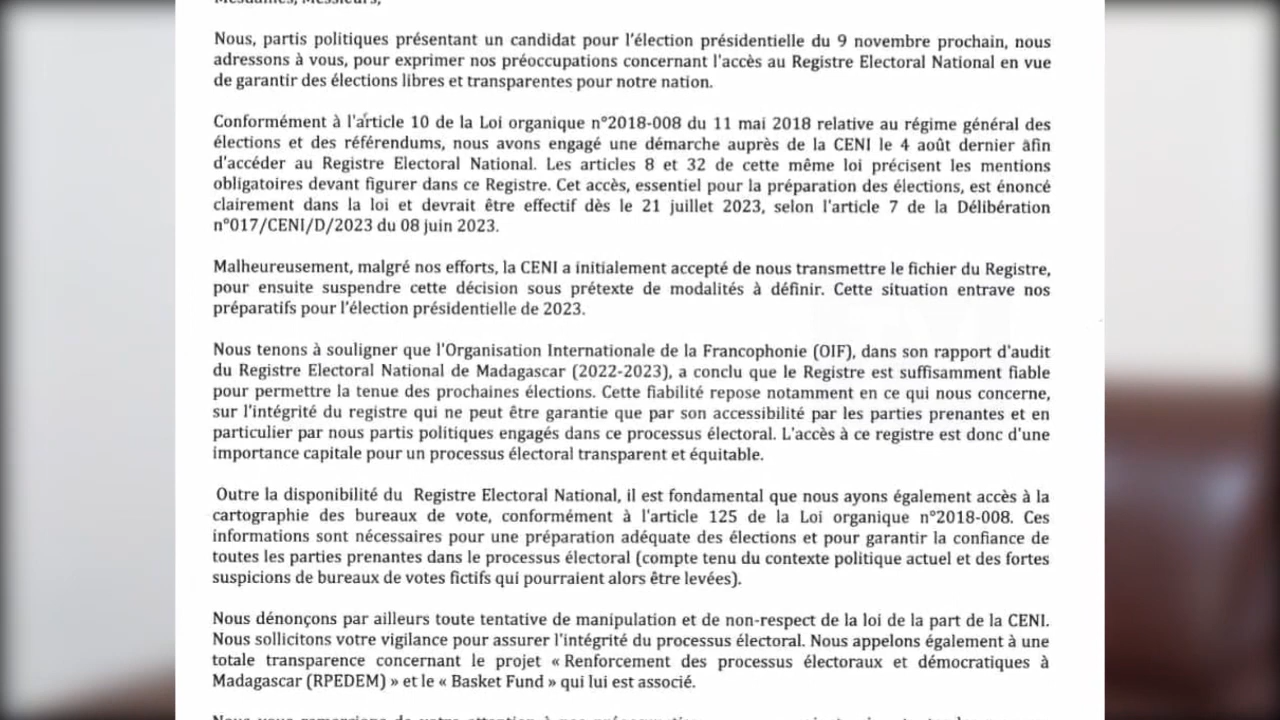 Mesdames, Messieurs,
Nous, partis politiques présentant un candidat pour l'élection présidentielle du 9 novembre prochain, nous
adressons à vous, pour exprimer nos préoccupations concernant l'accès au Registre Electoral National en vue
de garantir des élections libres et transparentes pour notre nation.
Conformément à l'article 10 de la Loi organique n°2018-008 du 11 mai 2018 relative au régime général des
élections et des référendums, nous avons engagé une démarche auprès de la CENI le 4 août dernier afin
d'accéder au Registre Electoral National. Les articles 8 et 32 de cette même loi précisent les mentions
obligatoires devant figurer dans ce Registre. Cet accès, essentiel pour la préparation des élections, est énoncé
clairement dans la loi et devrait être effectif dès le 21 juillet 2023, selon l'article 7 de la Délibération
n°017/CENI/D/2023 du 08 juin 2023.
Malheureusement, malgré nos efforts, la CENI a initialement accepté de nous transmettre le fichier du Registre,
pour ensuite suspendre cette décision sous prétexte de modalités à définir. Cette situation entrave nos
préparatifs pour l'élection présidentielle de 2023.
Nous tenons à souligner que l'Organisation Internationale de la Francophonie (OIF), dans son rapport d'audit
du Registre Electoral National de Madagascar (2022-2023), a conclu que le Registre est suffisamment fiable
pour permettre la tenue des prochaines élections. Cette fiabilité repose notamment en ce qui nous concerne,
sur l'intégrité du registre qui ne peut être garantie que par son accessibilité par les parties prenantes et en
particulier par nous partis politiques engagés dans ce processus électoral. L'accès à ce registre est donc d'une
importance capitale pour un processus électoral transparent et équitable.
Outre la disponibilité du Registre Electoral National, il est fondamental que nous ayons également accès à la
cartographie des bureaux de vote, conformément à l'article 125 de la Loi organique n°2018-008. Ces
informations sont nécessaires pour une préparation adéquate des élections et pour garantir la confiance de
toutes les parties prenantes dans le processus électoral (compte tenu du contexte politique actuel et des fortes
suspicions de bureaux de votes fictifs qui pourraient alors être levées).
Nous dénonçons par ailleurs toute tentative de manipulation et de non-respect de la loi de la part de la CENI.
Nous sollicitons votre vigilance pour assurer l'intégrité du processus électoral. Nous appelons également à une
totale transparence concernant le projet « Renforcement des processus électoraux et démocratiques à
Madagascar (RPEDEM) » et le « Basket Fund » qui lui est associé.